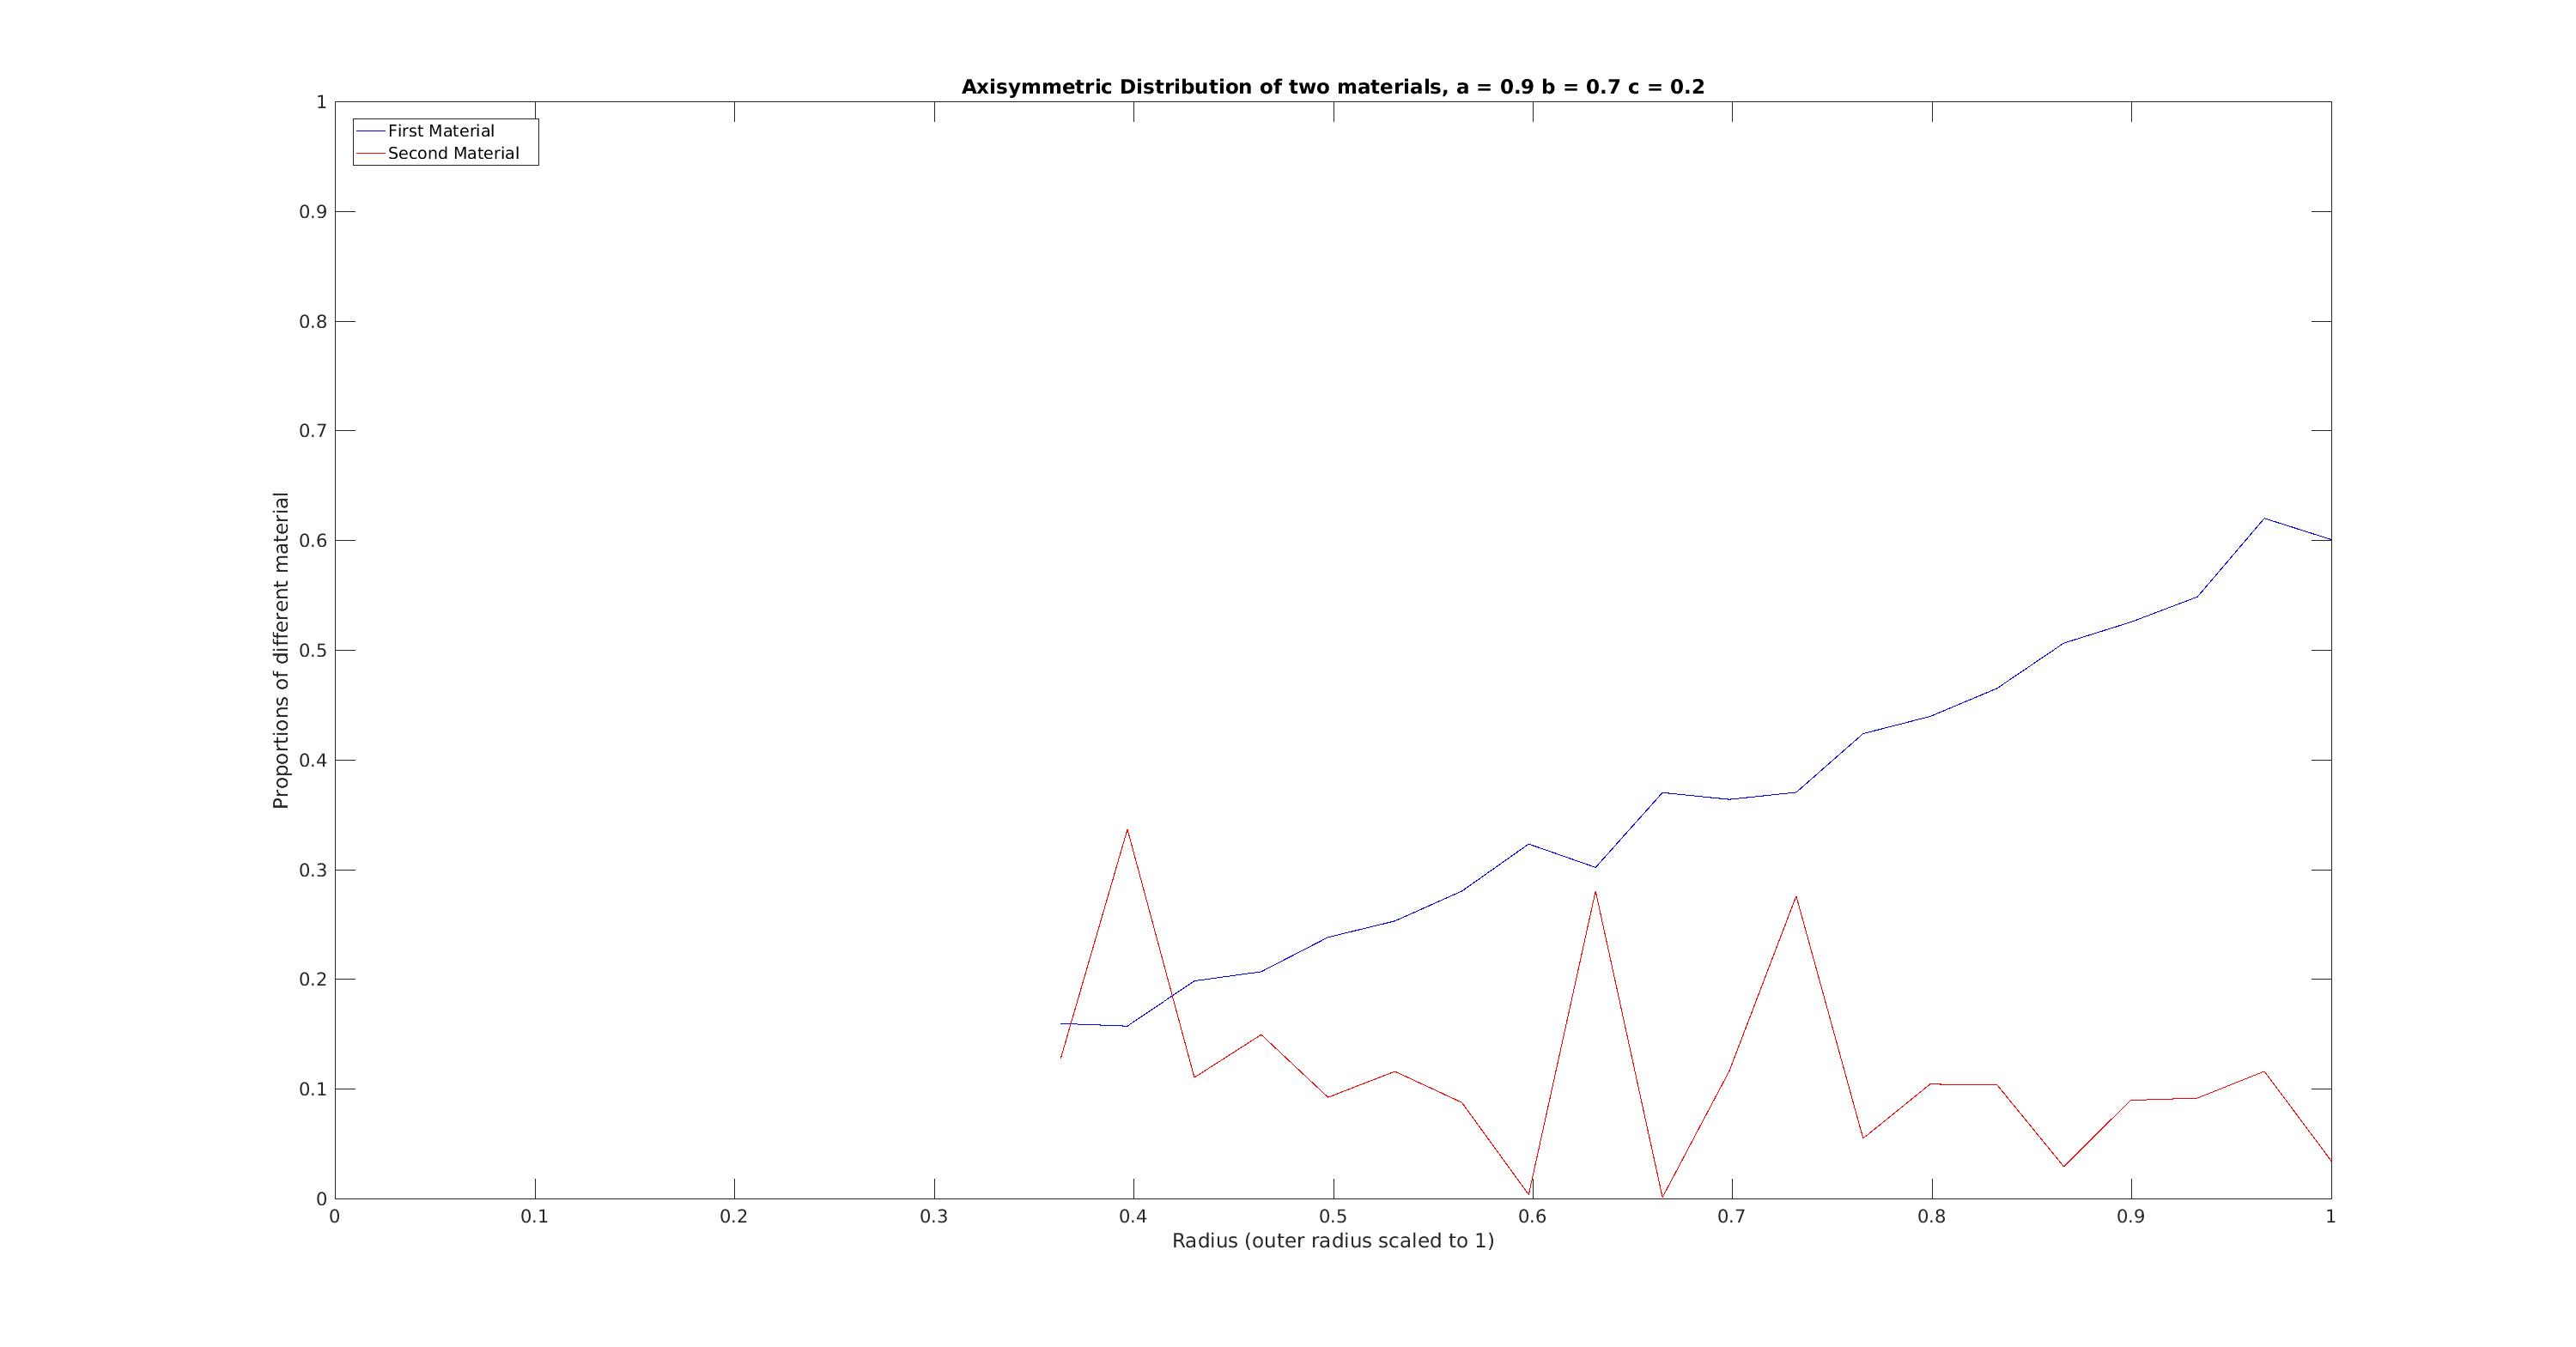 Axisymmetric Distribution of two materials, a = 0.9 b = 0.7 c = 0.2
First Material
Second Material
1
0.9
0.8
0.7
0.6
0.5
0.4
0.3
0.2
0.1
0
Proportions of different material
0 0.1 0.2 0.3 0.4 0.5 0.6 0.7 0.8 0.9 1
Radius (outer radius scaled to 1)